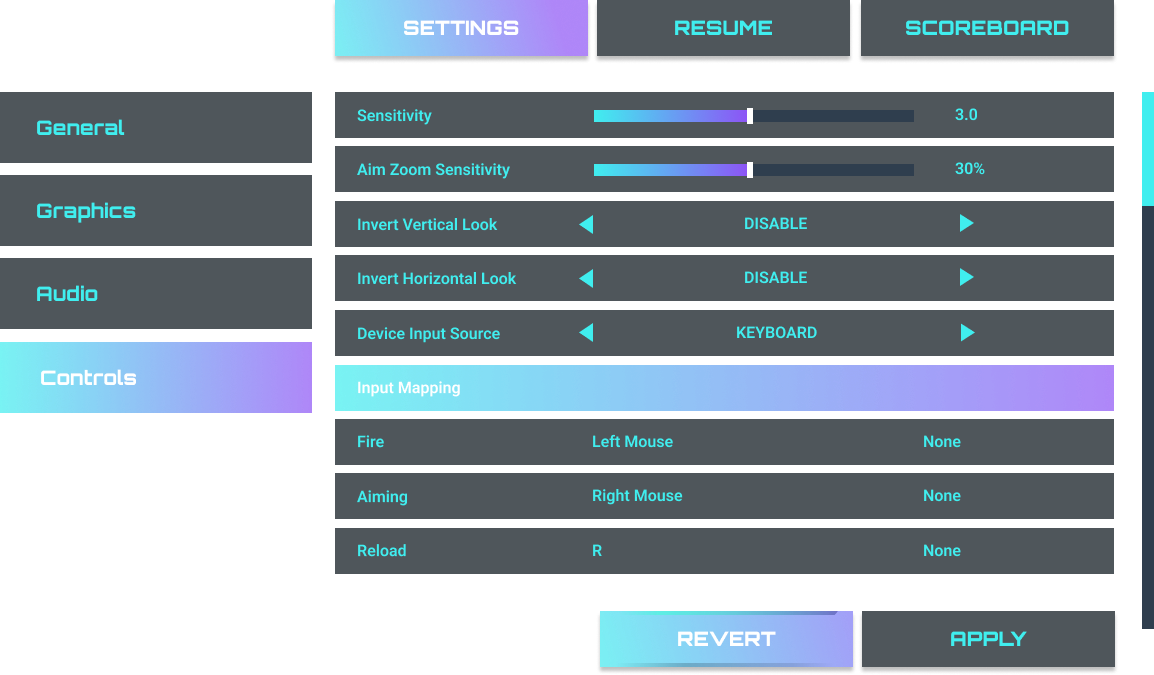 SETTINGS RESUME SCOREBOARD
General
Graphics
Audio
Controls
Sensitivity 3.0
Aim Zoom Sensitivity 30%
Invert Vertical Look DISABLE
Invert Horizontal Look DISABLE
Device Input Source KEYBOARD
Input Mapping
Fire Left Mouse None
Aiming Right Mouse None
Reload R None
REVERT APPLY